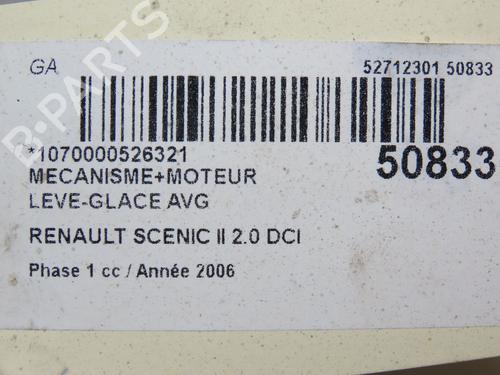 GA
52712301 50833
*1070000526321
50833
MECANISME+MOTEUR
LEVE-GLACE AVG
RENAULT SCENIC II 2.0 DCI
Phase 1 cc / Année 2006
B-PARTS